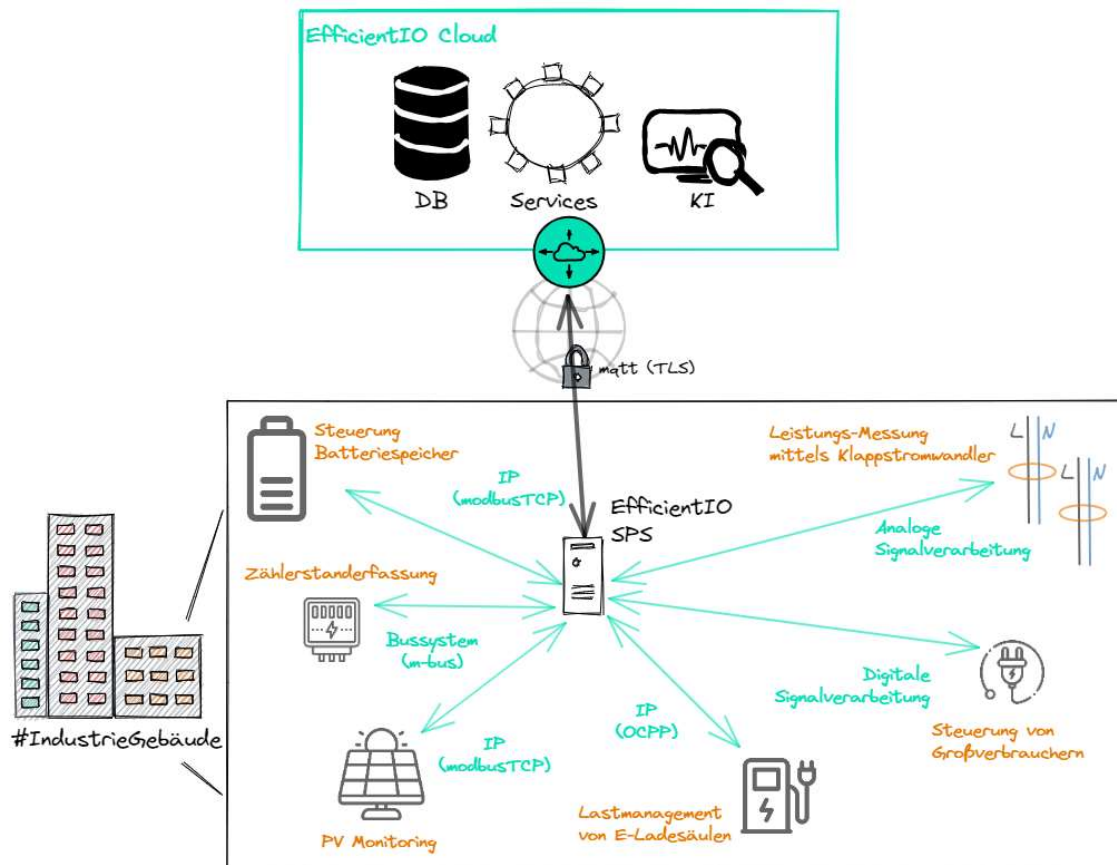 EfficientIO Cloud
DB
Services
KI
mqtt (TLS)
Steuerung
Batteriespeicher
IP
(modbusTCP)
EfficientIO
SPS
Leistungs-Messung
mittels Klappstromwandler
L
N
L
N
Analoge
Signalverarbeitung
Zählerstanderfassung
Bussystem
(m-bus)
Digitale
Signalverarbeitung
Steuerung von
Großverbrauchern
#IndustrieGebäude
IP
(modbusTCP)
PV Monitoring
IP
(OCPP)
Lastmanagement
von E-Ladesäulen